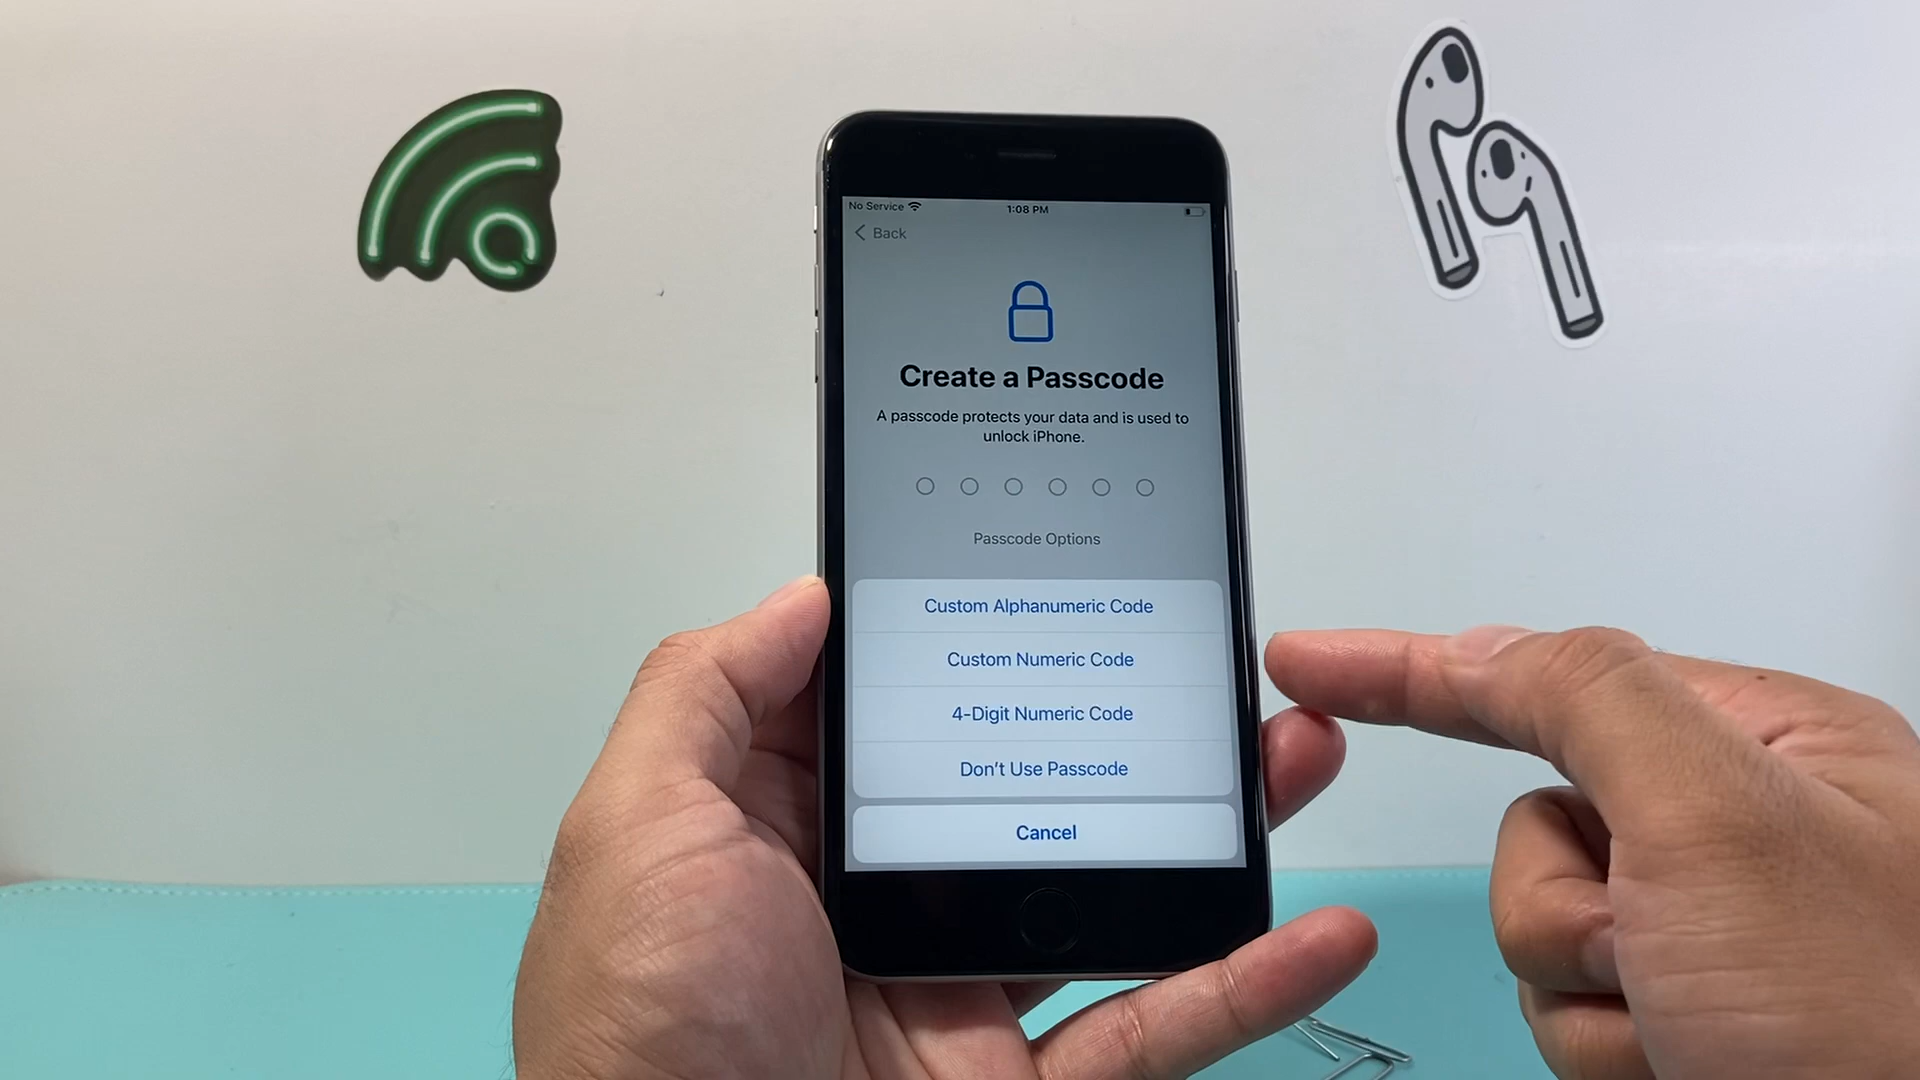 No Service
1:08 PM
Back
Create a Passcode
A passcode protects your data and is used to
unlock iPhone.
Passcode Options
Custom Alphanumeric Code
Custom Numeric Code
4-Digit Numeric Code
Don't Use Passcode
Cancel